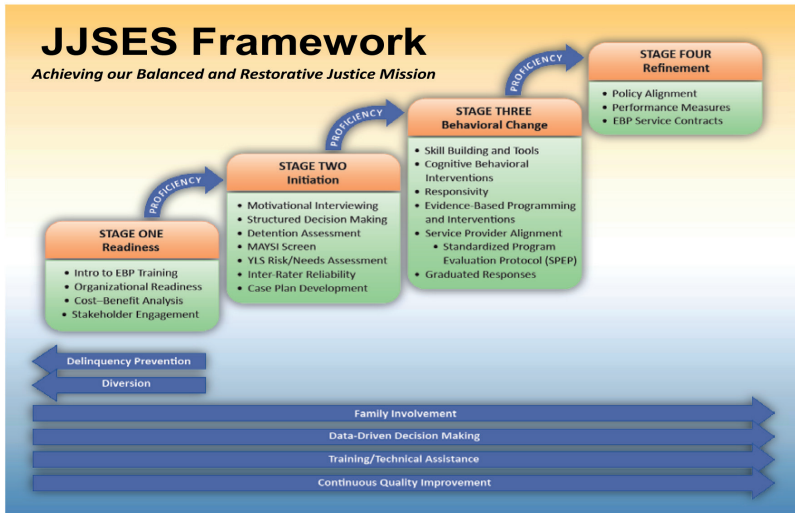 JJSES Framework
Achieving our Balanced and Restorative Justice Mission
STAGE ONE
Readiness
• Intro to EBP Training
• Organizational Readiness
• Cost–Benefit Analysis
• Stakeholder Engagement
PROFICIENCY
STAGE TWO
Initiation
• Motivational Interviewing
• Structured Decision Making
• Detention Assessment
• MAYSI Screen
• YLS Risk/Needs Assessment
• Inter-Rater Reliability
• Case Plan Development
PROFICIENCY
STAGE THREE
Behavioral Change
• Skill Building and Tools
• Cognitive Behavioral
Interventions
• Responsivity
• Evidence-Based Programming
and Interventions
• Service Provider Alignment
• Standardized Program
Evaluation Protocol (SPEP)
• Graduated Responses
PROFICIENCY
STAGE FOUR
Refinement
• Policy Alignment
• Performance Measures
• EBP Service Contracts
Delinquency Prevention
Diversion
Family Involvement
Data-Driven Decision Making
Training/Technical Assistance
Continuous Quality Improvement